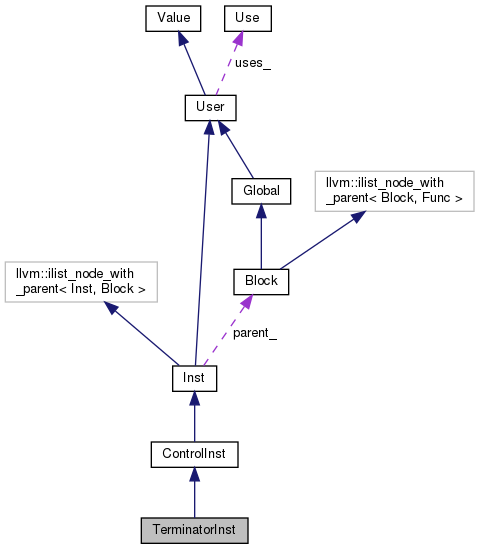 Value
Use
uses_
User
Global
llvm::ilist_node_with
_parent< Block, Func >
llvm::ilist_node_with
_parent< Inst, Block >
Block
parent_
Inst
ControlInst
TerminatorInst